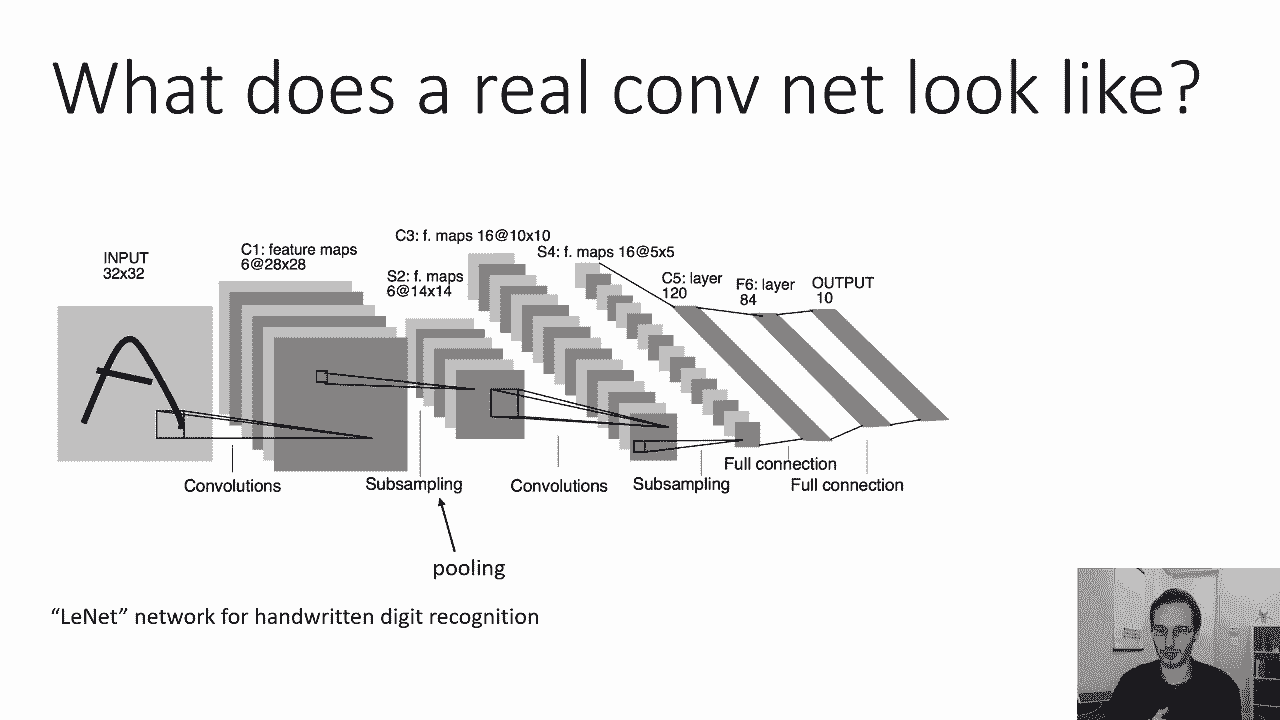 What does a real conv net look like?
INPUT
32x32
C1: feature maps
6@28x28
S2: f. maps
6@14x14
C3: f. maps 16@10x10
S4: f. maps 16@5x5
C5: layer
120
F6: layer
84
OUTPUT
10
Convolutions
Subsampling
Convolutions
Subsampling
Full connection
Full connection
pooling
“LeNet” network for handwritten digit recognition